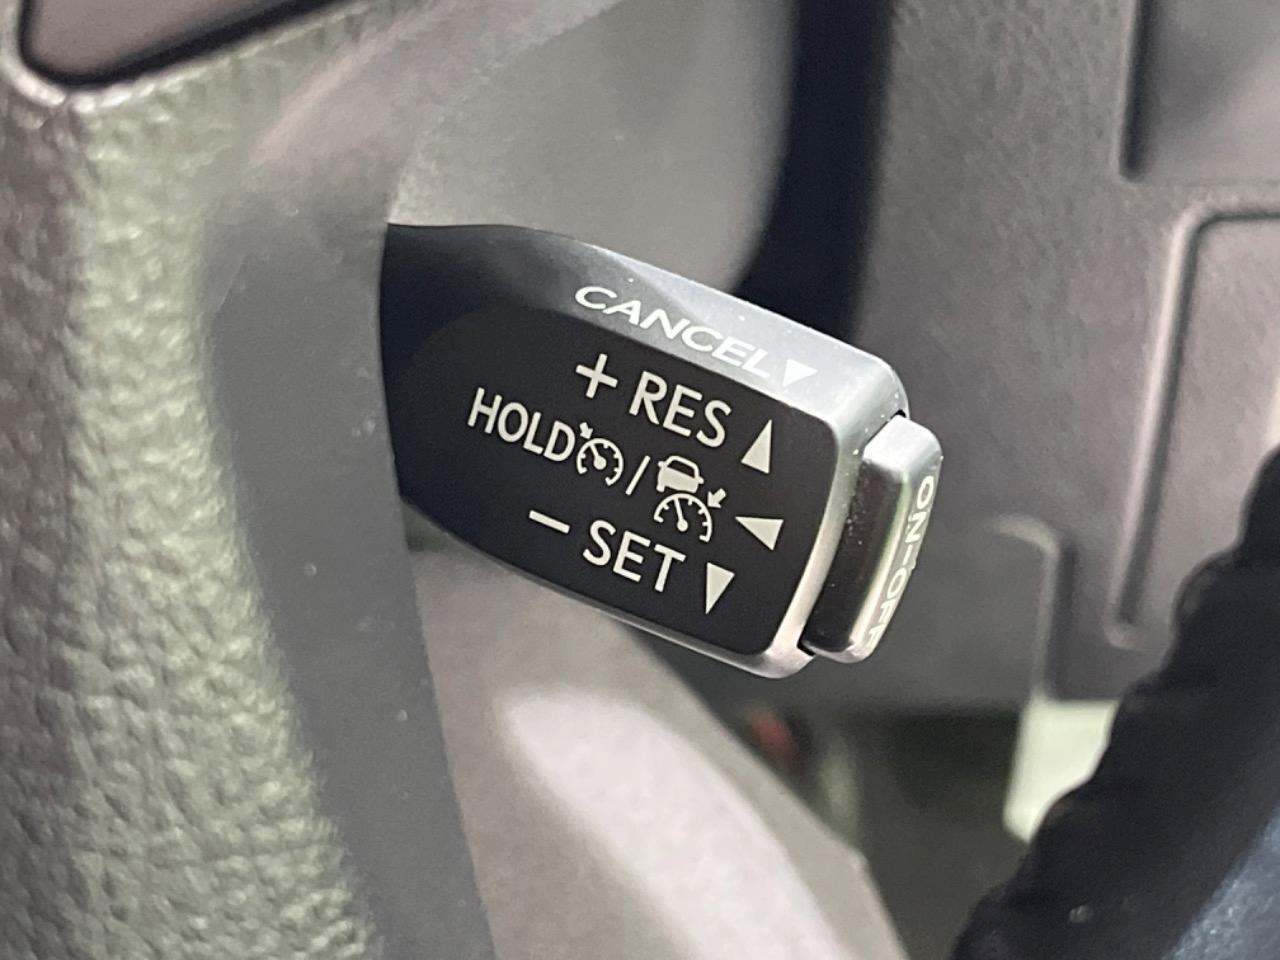 CANCEL▼
+ RES ▲
HOLD / ◀
− SET ▼
ON-OFF